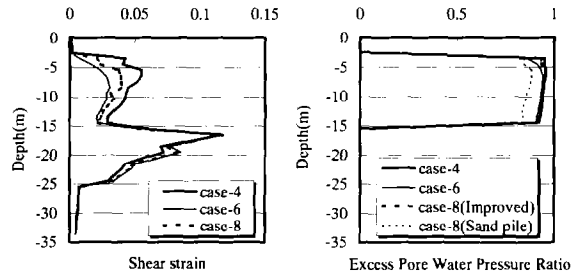 0 0.05 0.1 0.15
0
-5
-10
-15
-20
-25
-30
-35
Depth(m)
case-4
case-6
case-8
Shear strain
0 0.5 1
0
-5
-10
-15
-20
-25
-30
-35
Depth(m)
case-4
case-6
case-8(Improved)
case-8(Sand pile)
Excess Pore Water Pressure Ratio